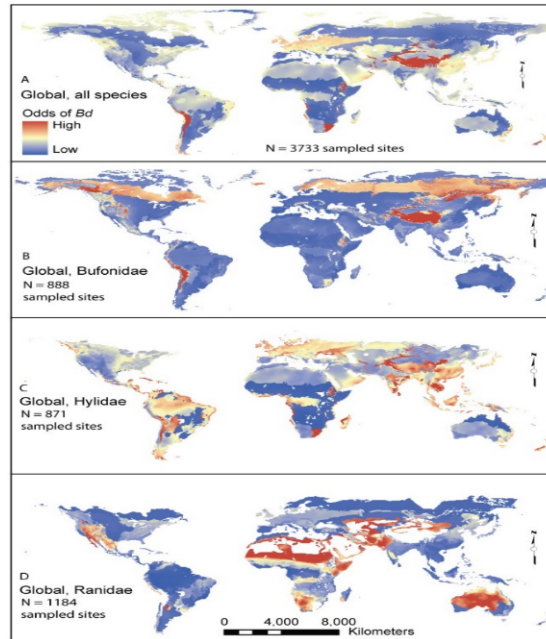 A
Global, all species
Odds of Bd
High
Low
N = 3733 sampled sites
N
B
Global, Bufonidae
N = 888
sampled sites
N
C
Global, Hylidae
N = 871
sampled sites
N
D
Global, Ranidae
N = 1184
sampled sites
N
0 4,000 8,000
Kilometers